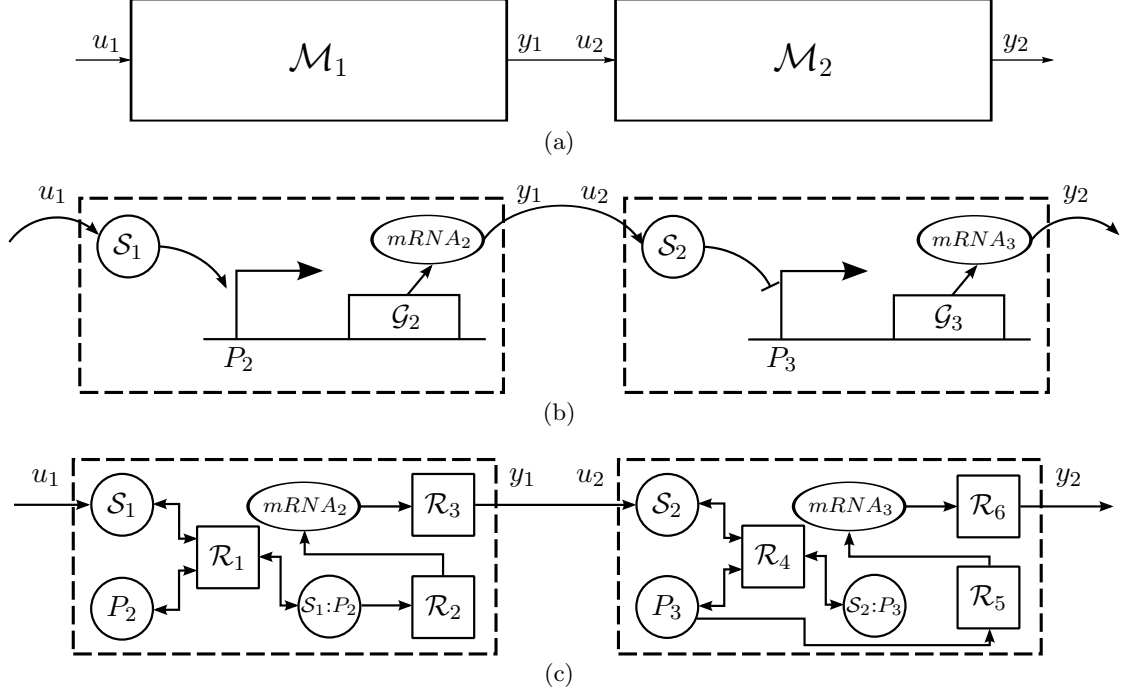 u₁ ℳ₁ y₁ u₂ ℳ₂ y₂
(a)
u₁ y₁ u₂ y₂
𝒮₁ mRNA₂ 𝒮₂ mRNA₃
𝒢₂ 𝒢₃
P₂ P₃
(b)
u₁ y₁ u₂ y₂
𝒮₁ mRNA₂ ℛ₃ 𝒮₂ mRNA₃ ℛ₆
ℛ₁ ℛ₄
P₂ 𝒮₁:P₂ ℛ₂ P₃ 𝒮₂:P₃ ℛ₅
(c)